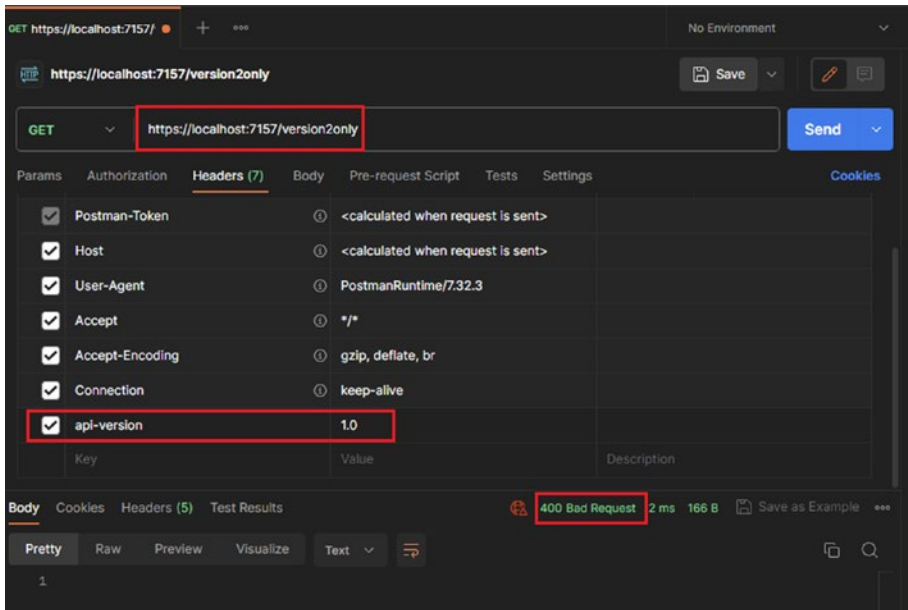 GET https://localhost:7157/ No Environment
HTTP https://localhost:7157/version2only Save
GET https://localhost:7157/version2only Send
Params Authorization Headers (7) Body Pre-request Script Tests Settings Cookies
Postman-Token <calculated when request is sent>
Host <calculated when request is sent>
User-Agent PostmanRuntime/7.32.3
Accept */*
Accept-Encoding gzip, deflate, br
Connection keep-alive
api-version 1.0
Key Value Description
Body Cookies Headers (5) Test Results 400 Bad Request 2 ms 166 B Save as Example
Pretty Raw Preview Visualize Text
1